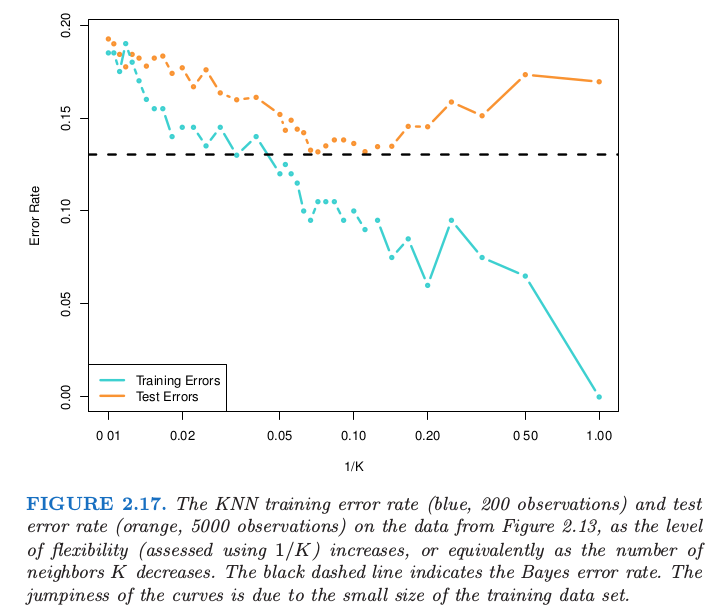 0.20
0.15
0.10
0.05
0.00
Error Rate
Training Errors
Test Errors
0 01 0.02 0.05 0.10 0.20 0 50 1.00
1/K
FIGURE 2.17. The KNN training error rate (blue, 200 observations) and test
error rate (orange, 5000 observations) on the data from Figure 2.13, as the level
of flexibility (assessed using 1/K) increases, or equivalently as the number of
neighbors K decreases. The black dashed line indicates the Bayes error rate. The
jumpiness of the curves is due to the small size of the training data set.